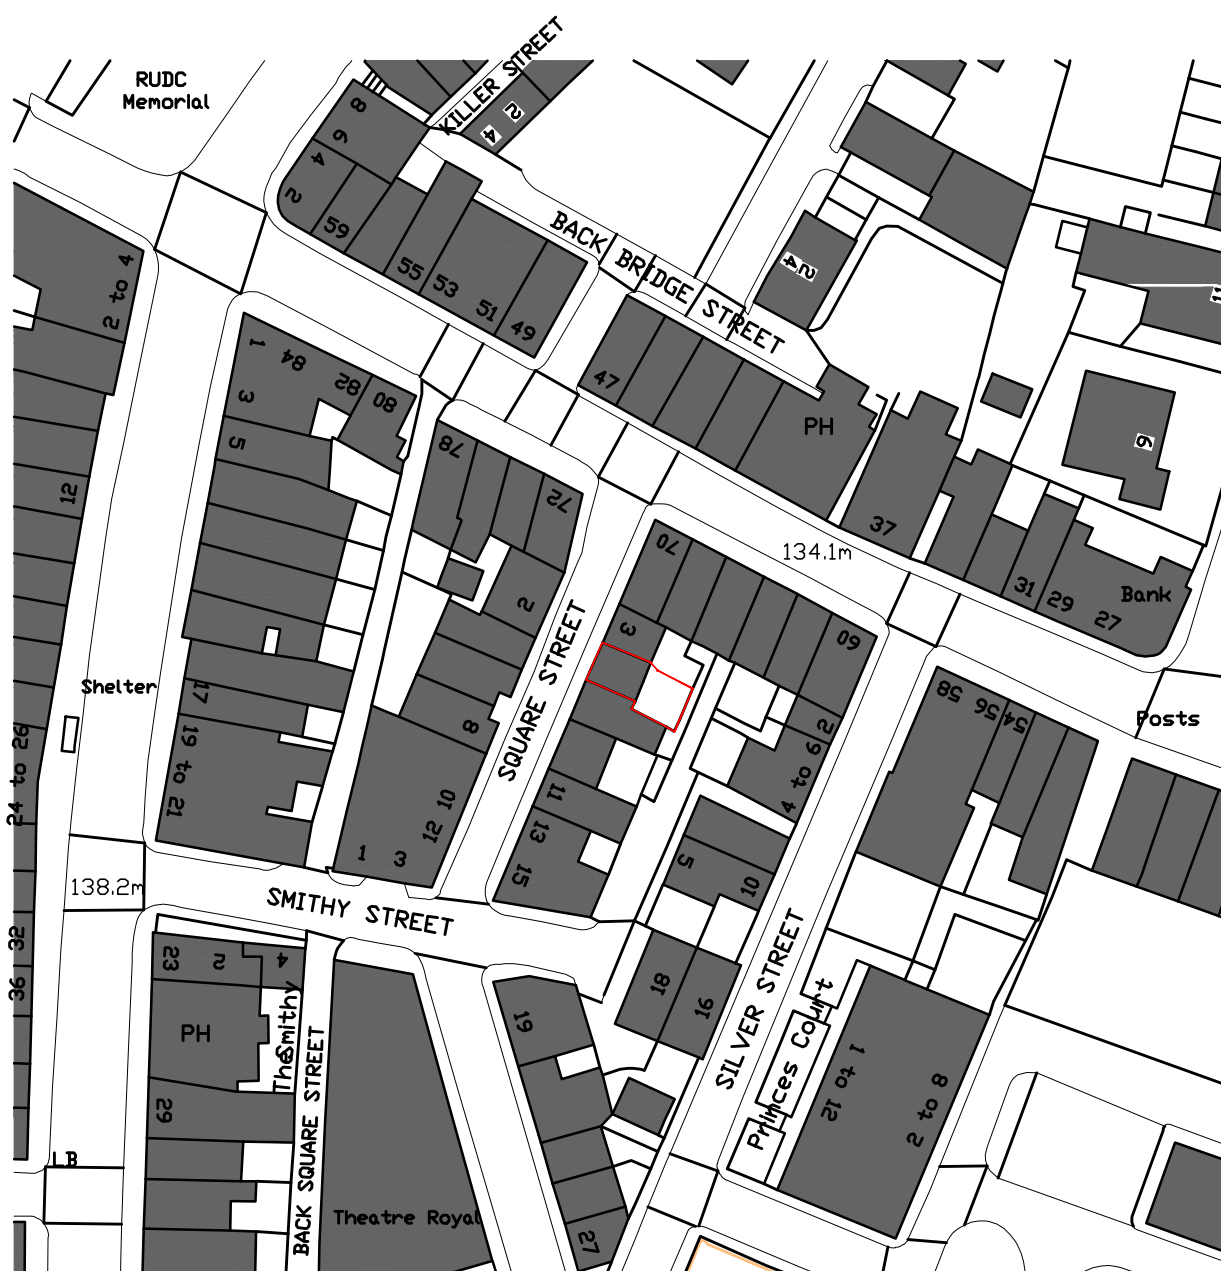 KILLER STREET
RUDC
Memorial
8
6
4
2
2
4
59
55
53
51
49
BACK BRIDGE STREET
24
2 to 4
1
84
82
80
3
5
78
72
47
PH
37
9
11
12
134.1m
31
29
27
Bank
70
60
3
2
SQUARE STREET
Shelter
17
19 to 21
8
10
12
1
3
11
13
15
2
4 to 6
5
10
58
56
54
Posts
24 to 26
138.2m
SMITHY STREET
32
36
23
2
4
The Smithy
PH
29
BACK SQUARE STREET
LB
Theatre Royal
19
27
18
16
SILVER STREET
Princes Court
1 to 12
2 to 8